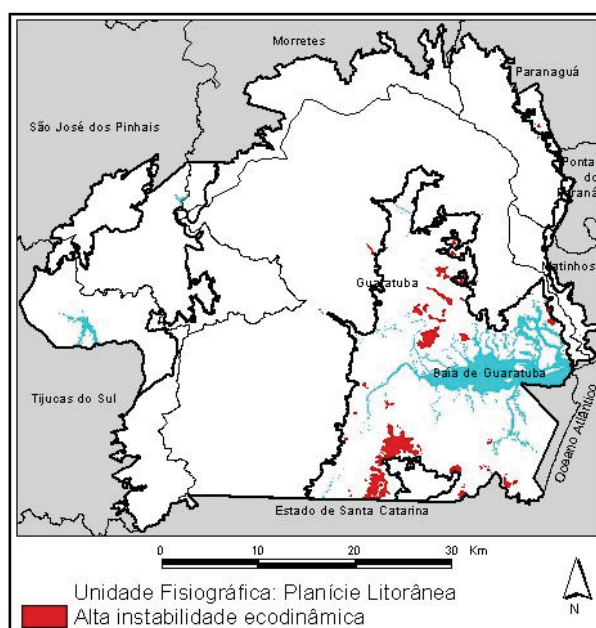 Morretes
Paranaguá
São José dos Pinhais
Ponta
do
Paraná
Matinhos
Guaratuba
Baía de Guaratuba
Tijucas do Sul
Oceano Atlântico
Estado de Santa Catarina
0 10 20 30 Km
N
Unidade Fisiográfica: Planície Litorânea
Alta instabilidade ecodinâmica